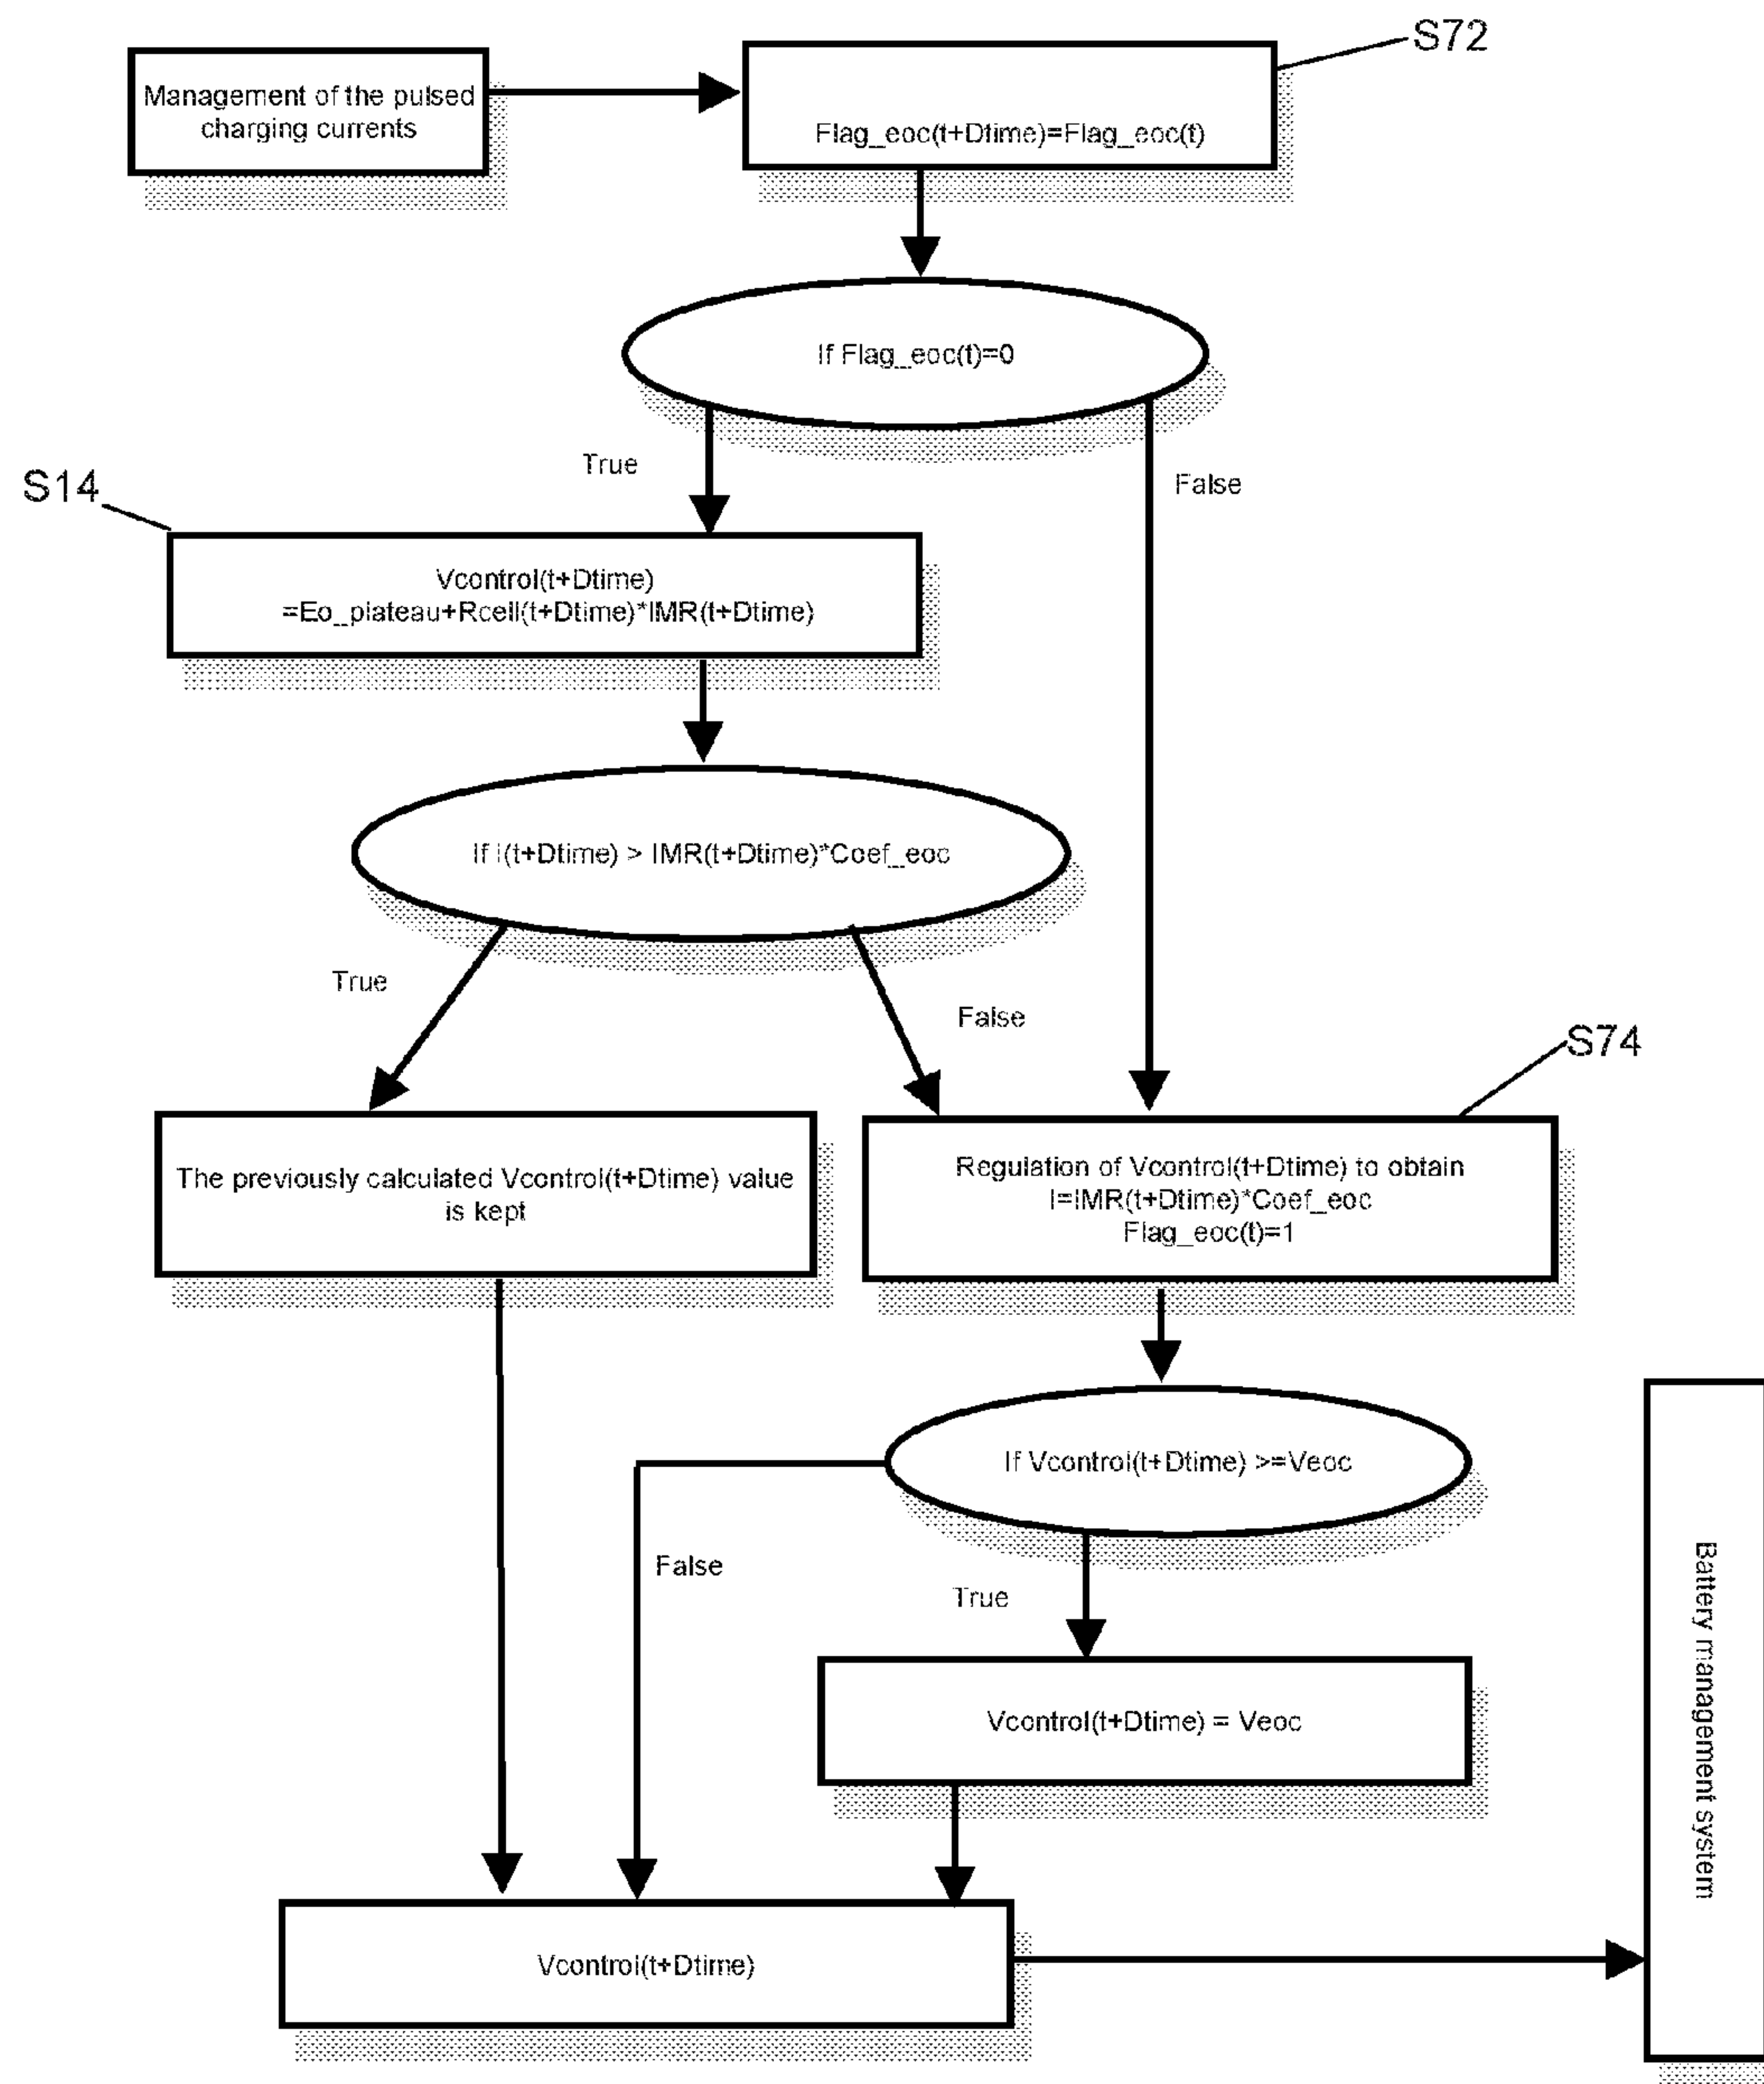 S72
Management of the pulsed
charging currents
Flag_eoc(t+Dtime)=Flag_eoc(t)
If Flag_eoc(t)=0
True
False
S14
Vcontrol(t+Dtime)
=Eo_plateau+Rcell(t+Dtime)*IMR(t+Dtime)
If I(t+Dtime) > IMR(t+Dtime)*Coef_eoc
True
False
S74
The previously calculated Vcontrol(t+Dtime) value
is kept
Regulation of Vcontrol(t+Dtime) to obtain
I=IMR(t+Dtime)*Coef_eoc
Flag_eoc(t)=1
If Vcontrol(t+Dtime) >=Veoc
False
True
Vcontrol(t+Dtime) = Veoc
Battery management system
Vcontrol(t+Dtime)